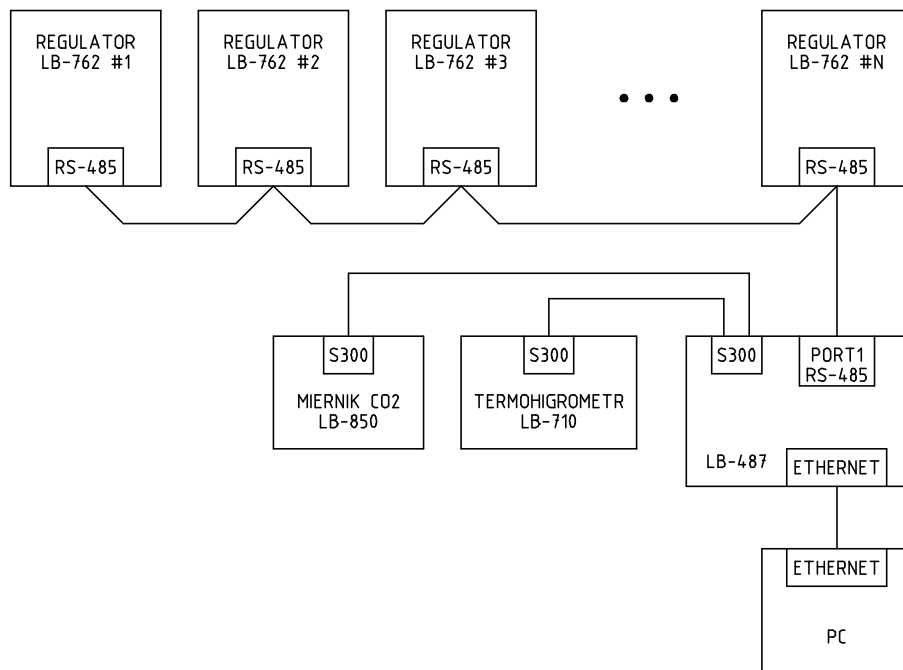 REGULATOR
LB-762 #1
REGULATOR
LB-762 #2
REGULATOR
LB-762 #3
REGULATOR
LB-762 #N
RS-485
RS-485
RS-485
RS-485
S300
S300
S300
PORT1
RS-485
MIERNIK CO2
LB-850
TERMOHIGROMETR
LB-710
LB-487
ETHERNET
ETHERNET
PC